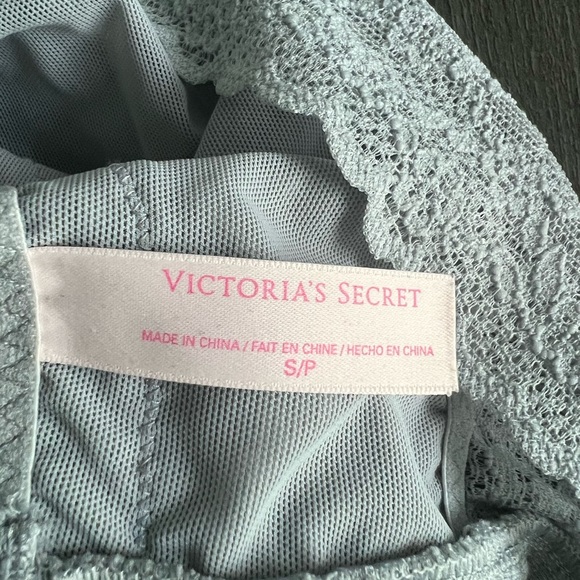 VICTORIA'S SECRET
MADE IN CHINA / FAIT EN CHINE / HECHO EN CHINA
S/P